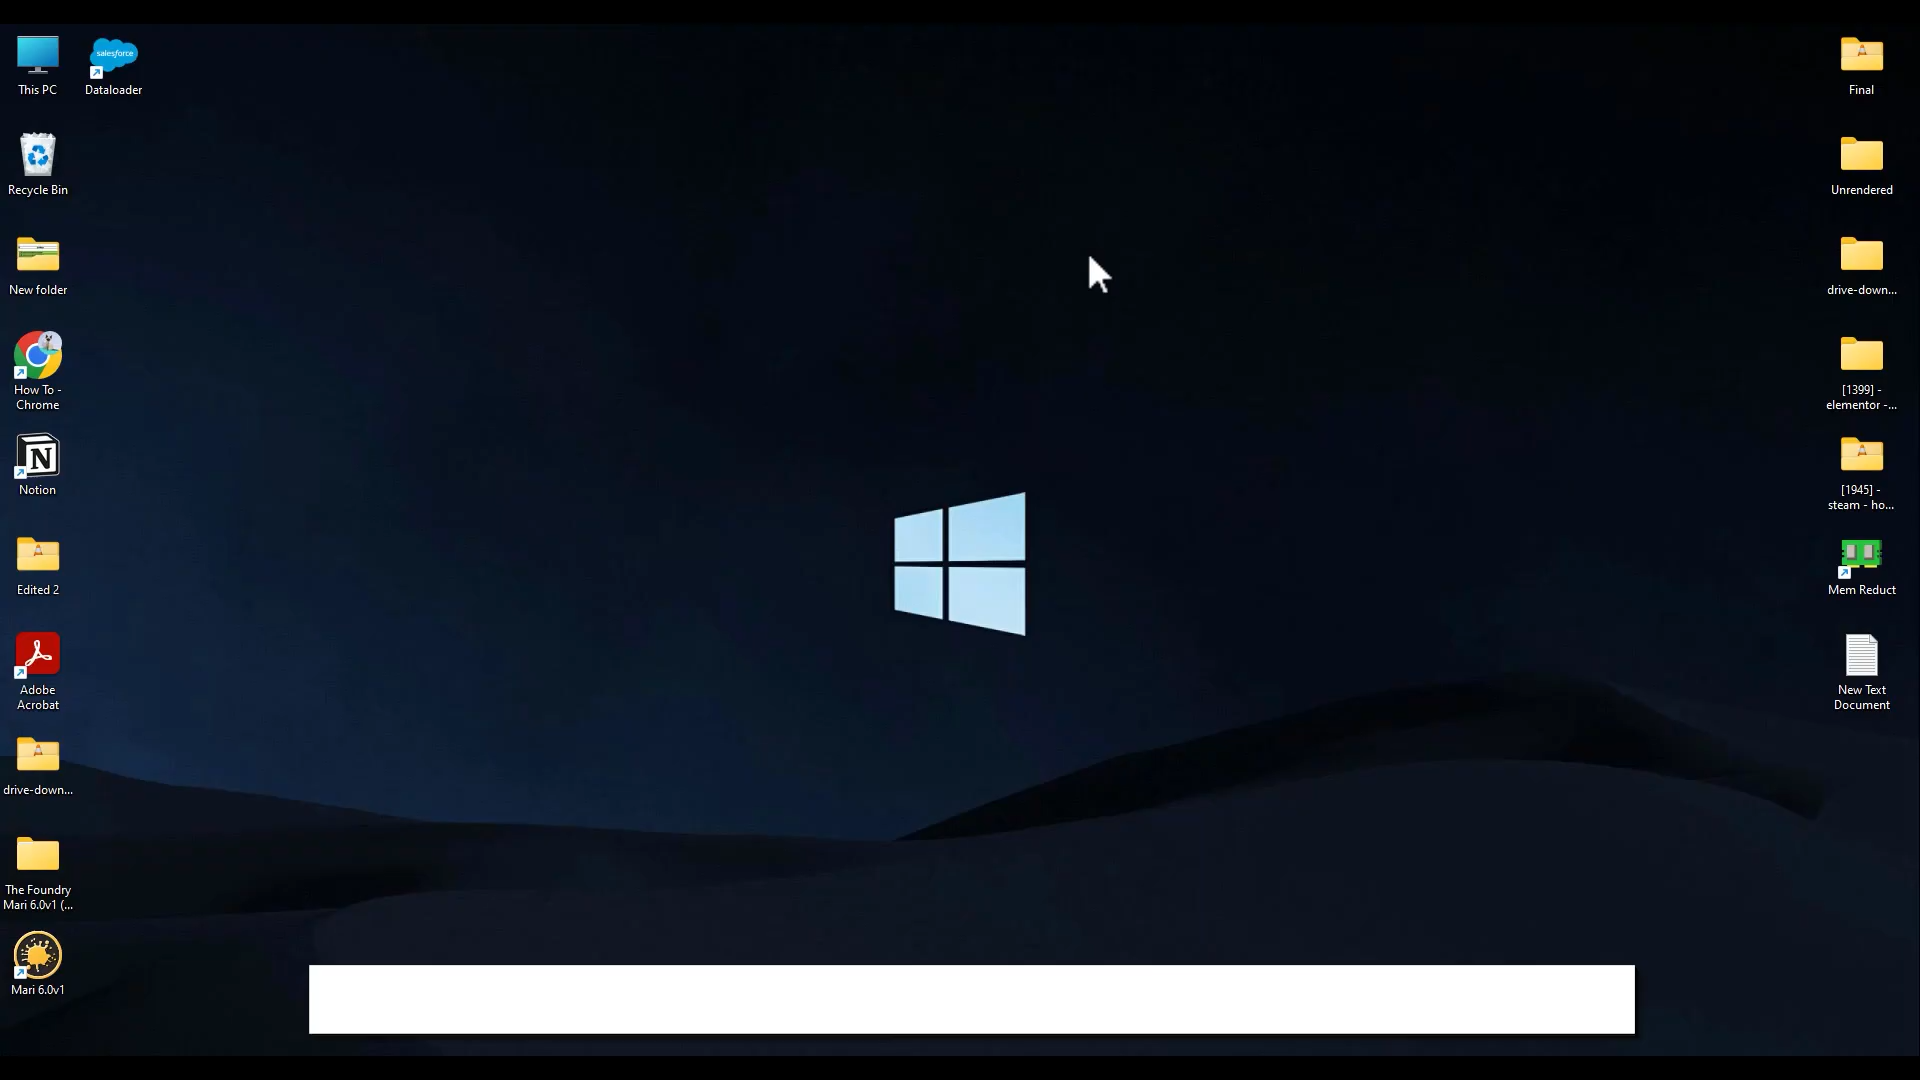 This PC
salesforce
Dataloader
Recycle Bin
New folder
How To -
Chrome
Notion
Edited 2
Adobe
Acrobat
drive-down...
The Foundry
Mari 6.0v1 (...
Mari 6.0v1
Final
Unrendered
drive-down...
[1399] -
elementor -...
[1945] -
steam - ho...
Mem Reduct
New Text
Document